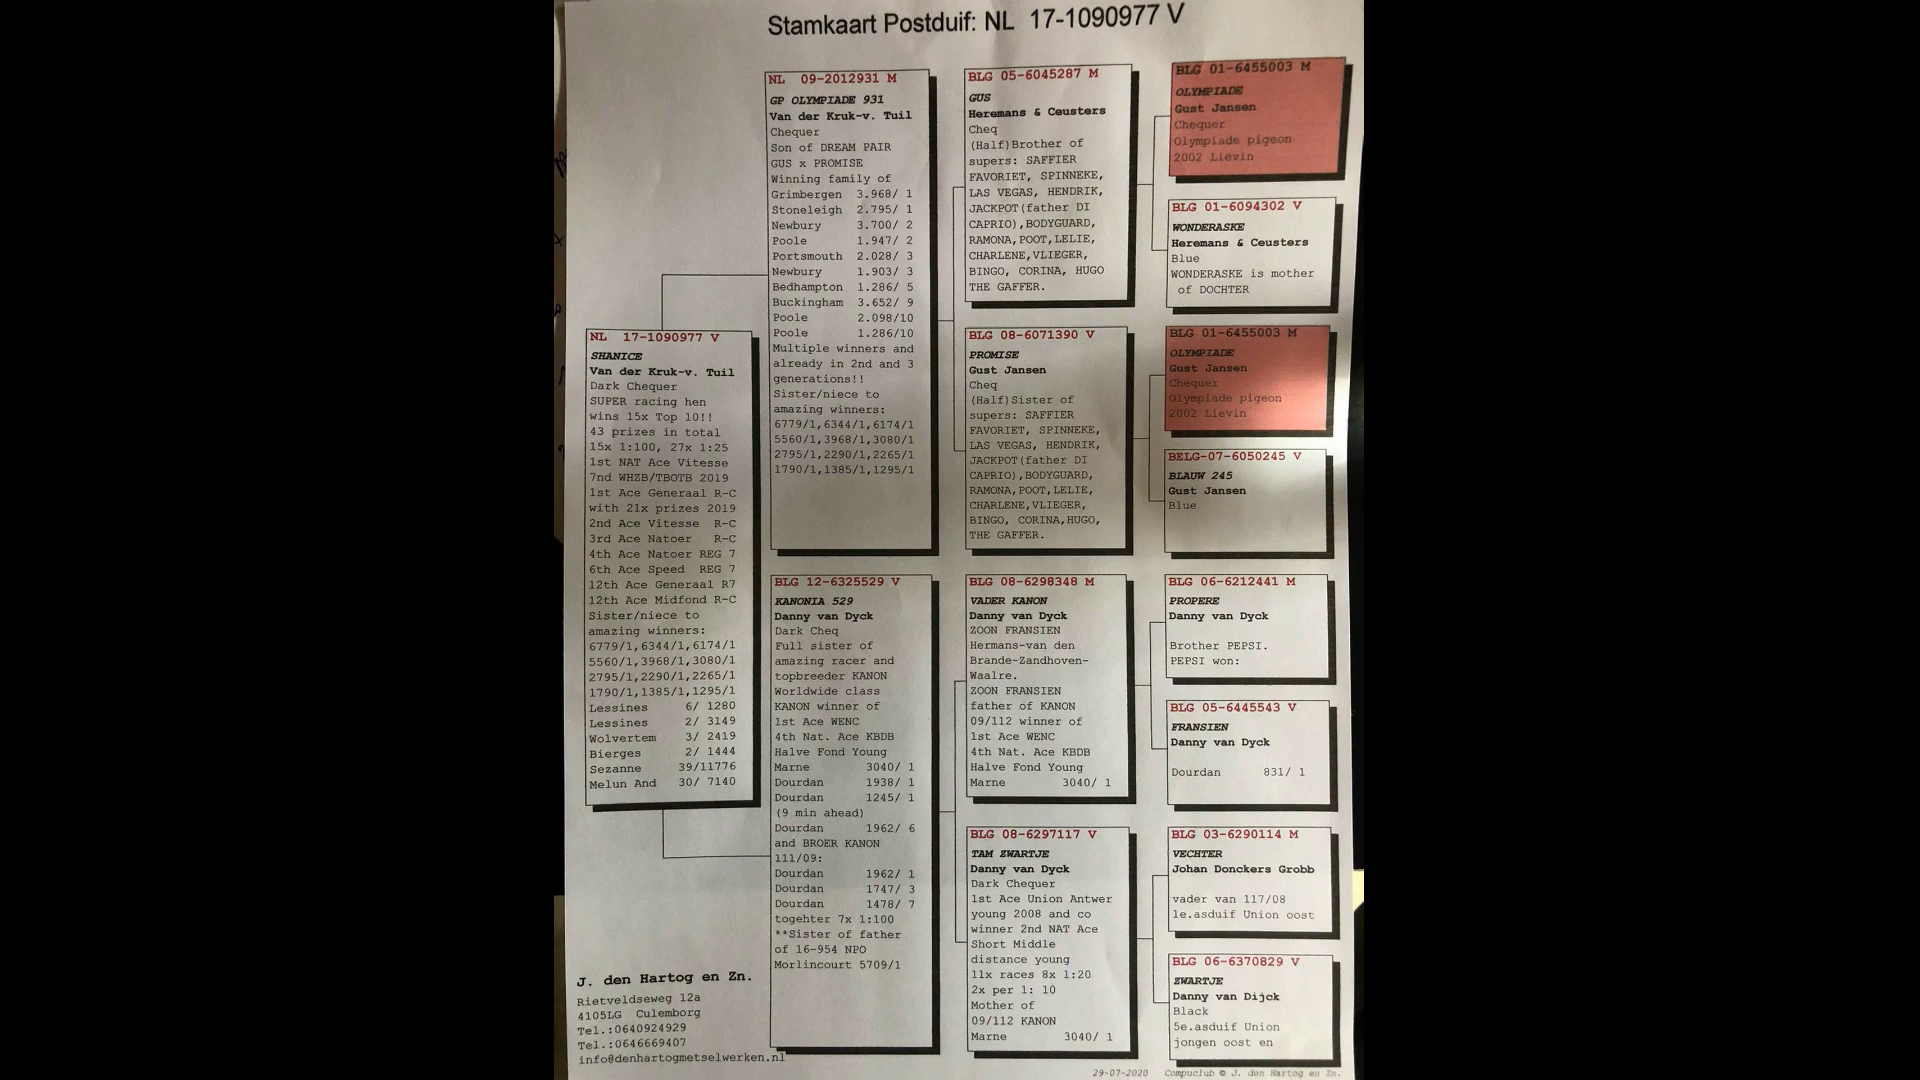 Stamkaart Postduif: NL 17-1090977 V
NL 17-1090977 V
SHANICE
Van der Kruk-v. Tuil
Dark Chequer
SUPER racing hen
wins 15x Top 10!!
43 prizes in total
15x 1:100, 27x 1:25
1st NAT Ace Vitesse
7nd WHZB/TBOTB 2019
1st Ace Generaal R-C
with 21x prizes 2019
2nd Ace Vitesse R-C
3rd Ace Natoer R-C
4th Ace Natoer REG 7
6th Ace Speed REG 7
12th Ace Generaal R7
12th Ace Midfond R-C
Sister/niece to
amazing winners:
6779/1,6344/1,6174/1
5560/1,3968/1,3080/1
2795/1,2290/1,2265/1
1790/1,1385/1,1295/1
Lessines 6/ 1280
Lessines 2/ 3149
Wolvertem 3/ 2419
Bierges 2/ 1444
Sezanne 39/11776
Melun And 30/ 7140
NL 09-2012931 M
GP OLYMPIADE 931
Van der Kruk-v. Tuil
Chequer
Son of DREAM PAIR
GUS x PROMISE
Winning family of
Grimbergen 3.968/ 1
Stoneleigh 2.795/ 1
Newbury 3.700/ 2
Poole 1.947/ 2
Portsmouth 2.028/ 3
Newbury 1.903/ 3
Bedhampton 1.286/ 5
Buckingham 3.652/ 9
Poole 2.098/10
Poole 1.286/10
Multiple winners and
already in 2nd and 3
generations!!
Sister/niece to
amazing winners:
6779/1,6344/1,6174/1
5560/1,3968/1,3080/1
2795/1,2290/1,2265/1
1790/1,1385/1,1295/1
BLG 12-6325529 V
KANONIA 529
Danny van Dyck
Dark Cheq
Full sister of
amazing racer and
topbreeder KANON
Worldwide class
KANON winner of
1st Ace WENC
4th Nat. Ace KBDB
Halve Fond Young
Marne 3040/ 1
Dourdan 1938/ 1
Dourdan 1245/ 1
(9 min ahead)
Dourdan 1962/ 6
and BROER KANON
111/09:
Dourdan 1962/ 1
Dourdan 1747/ 3
Dourdan 1478/ 7
togehter 7x 1:100
**Sister of father
of 16-954 NPO
Morlincourt 5709/1
BLG 05-6045287 M
GUS
Heremans & Ceusters
Cheq
(Half)Brother of
supers: SAFFIER
FAVORIET, SPINNEKE,
LAS VEGAS, HENDRIK,
JACKPOT(father DI
CAPRIO),BODYGUARD,
RAMONA,POOT,LELIE,
CHARLENE,VLIEGER,
BINGO, CORINA, HUGO
THE GAFFER.
BLG 08-6071390 V
PROMISE
Gust Jansen
Cheq
(Half)Sister of
supers: SAFFIER
FAVORIET, SPINNEKE,
LAS VEGAS, HENDRIK,
JACKPOT(father DI
CAPRIO),BODYGUARD,
RAMONA,POOT,LELIE,
CHARLENE,VLIEGER,
BINGO, CORINA,HUGO,
THE GAFFER.
BLG 08-6298348 M
VADER KANON
Danny van Dyck
ZOON FRANSIEN
Hermans-van den
Brande-Zandhoven-
Waalre.
ZOON FRANSIEN
father of KANON
09/112 winner of
1st Ace WENC
4th Nat. Ace KBDB
Halve Fond Young
Marne 3040/ 1
BLG 08-6297117 V
TAM ZWARTJE
Danny van Dyck
Dark Chequer
1st Ace Union Antwer
young 2008 and co
winner 2nd NAT Ace
Short Middle
distance young
11x races 8x 1:20
2x per 1: 10
Mother of
09/112 KANON
Marne 3040/ 1
BLG 01-6455003 M
OLYMPIADE
Gust Jansen
Chequer
Olympiade pigeon
2002 Lievin
BLG 01-6094302 V
WONDERASKE
Heremans & Ceusters
Blue
WONDERASKE is mother
of DOCHTER
BLG 01-6455003 M
OLYMPIADE
Gust Jansen
Chequer
Olympiade pigeon
2002 Lievin
BELG-07-6050245 V
BLAUW 245
Gust Jansen
Blue
BLG 06-6212441 M
PROPERE
Danny van Dyck
Brother PEPSI.
PEPSI won:
BLG 05-6445543 V
FRANSIEN
Danny van Dyck
Dourdan 831/ 1
BLG 03-6290114 M
VECHTER
Johan Donckers Grobb
vader van 117/08
1e.asduif Union oost
BLG 06-6370829 V
ZWARTJE
Danny van Dijck
Black
5e.asduif Union
jongen oost en
J. den Hartog en Zn.
Rietveldseweg 12a
4105LG Culemborg
Tel.:0640924929
Tel.:0646669407
info@denhartogmetselwerken.nl
29-07-2020 Compuclub © J. den Hartog en Zn.